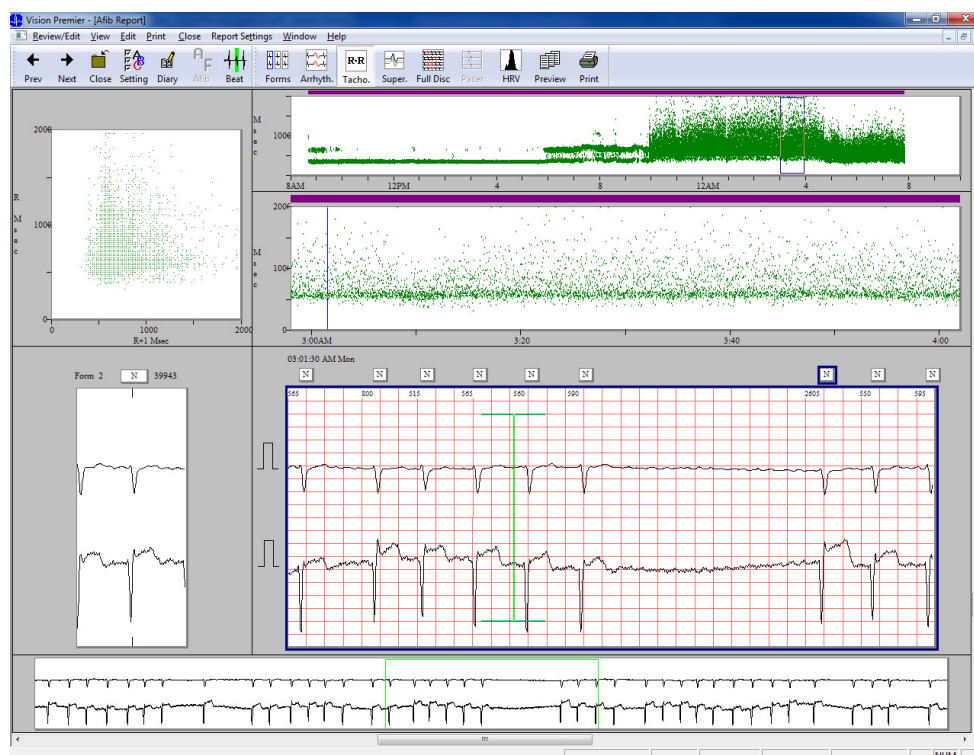 Vision Premier - [Afib Report]
Review/Edit View Edit Print Close Report Settings Window Help
Prev Next Close Setting Diary Afib Beat Forms Arrhyth. Tacho. Super. Full Disc Pacer HRV Preview Print
R-R
2000
1000
0
R
M
s
e
c
0 1000 2000
R+1 Msec
M
s
e
c
1000
8AM 12PM 4 8 12AM 4 8
M
s
e
c
200
100
0
3:00AM 3:20 3:40 4:00
03:01:30 AM Mon
Form 2 N 39943
N N N N N N N N N
565 800 515 565 560 590 2605 550 595
NUM